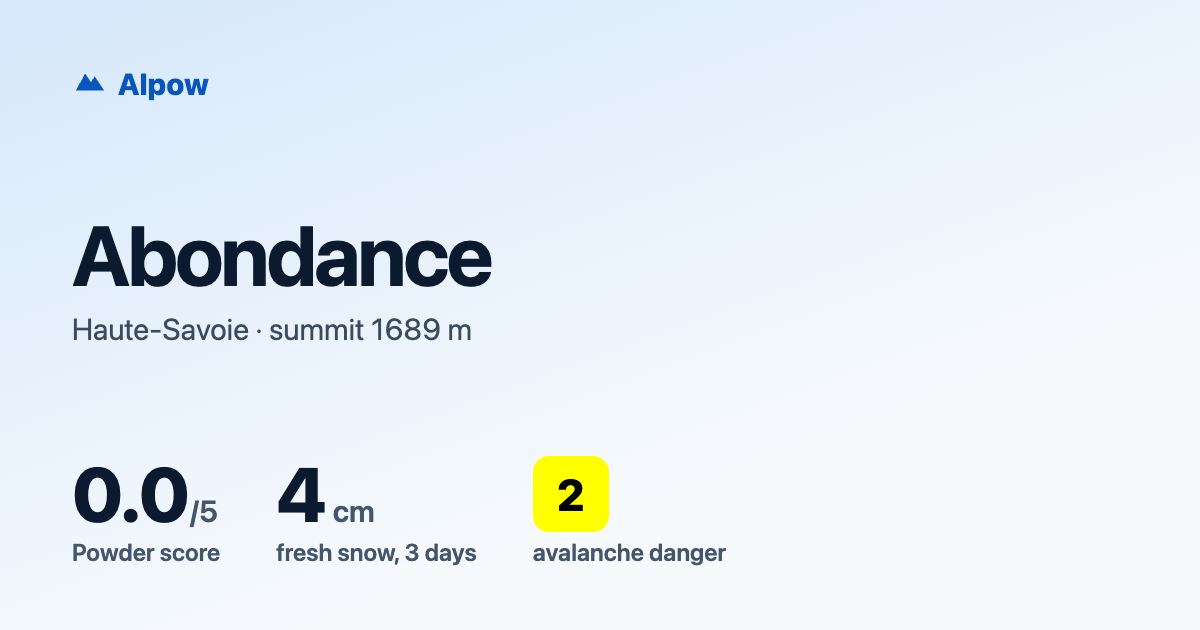 Alpow
Abondance
Haute-Savoie · summit 1689 m
0.0/5
Powder score
4 cm
fresh snow, 3 days
2
avalanche danger